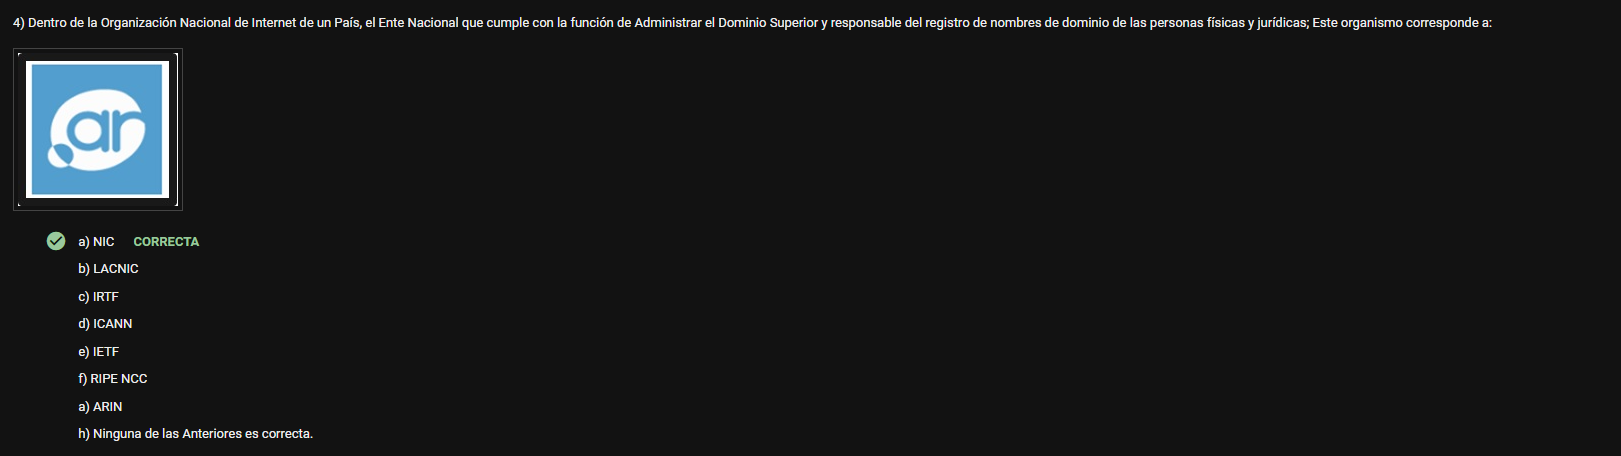 4) Dentro de la Organización Nacional de Internet de un País, el Ente Nacional que cumple con la función de Administrar el Dominio Superior y responsable del registro de nombres de dominio de las personas físicas y jurídicas; Este organismo corresponde a:
.ar
a) NIC CORRECTA
b) LACNIC
c) IRTF
d) ICANN
e) IETF
f) RIPE NCC
a) ARIN
h) Ninguna de las Anteriores es correcta.